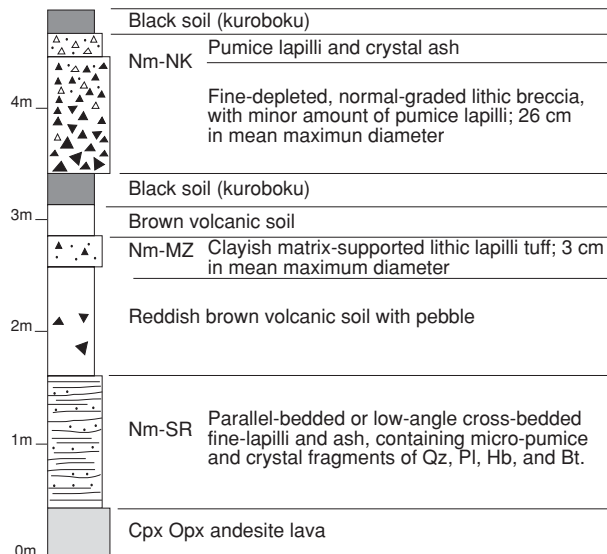 Black soil (kuroboku)
Nm-NK
Pumice lapilli and crystal ash
4m
Fine-depleted, normal-graded lithic breccia,
with minor amount of pumice lapilli; 26 cm
in mean maximun diameter
Black soil (kuroboku)
3m
Brown volcanic soil
Nm-MZ
Clayish matrix-supported lithic lapilli tuff; 3 cm
in mean maximum diameter
2m
Reddish brown volcanic soil with pebble
1m
Nm-SR
Parallel-bedded or low-angle cross-bedded
fine-lapilli and ash, containing micro-pumice
and crystal fragments of Qz, Pl, Hb, and Bt.
Cpx Opx andesite lava
0m